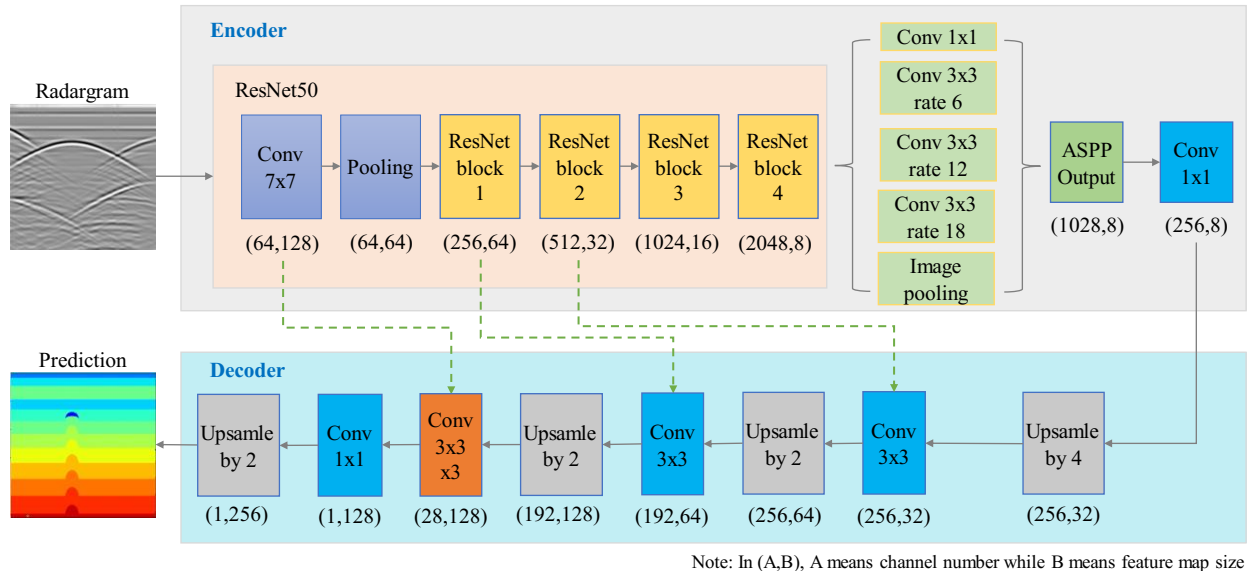 Encoder
Radargram
ResNet50
Conv
7x7
(64,128)
Pooling
(64,64)
ResNet
block
1
(256,64)
ResNet
block
2
(512,32)
ResNet
block
3
(1024,16)
ResNet
block
4
(2048,8)
Conv 1x1
Conv 3x3
rate 6
Conv 3x3
rate 12
Conv 3x3
rate 18
Image
pooling
ASPP
Output
(1028,8)
Conv
1x1
(256,8)
Prediction
Decoder
Upsamle
by 2
(1,256)
Conv
1x1
(1,128)
Conv
3x3
x3
(28,128)
Upsamle
by 2
(192,128)
Conv
3x3
(192,64)
Upsamle
by 2
(256,64)
Conv
3x3
(256,32)
Upsamle
by 4
(256,32)
Note: In (A,B), A means channel number while B means feature map size